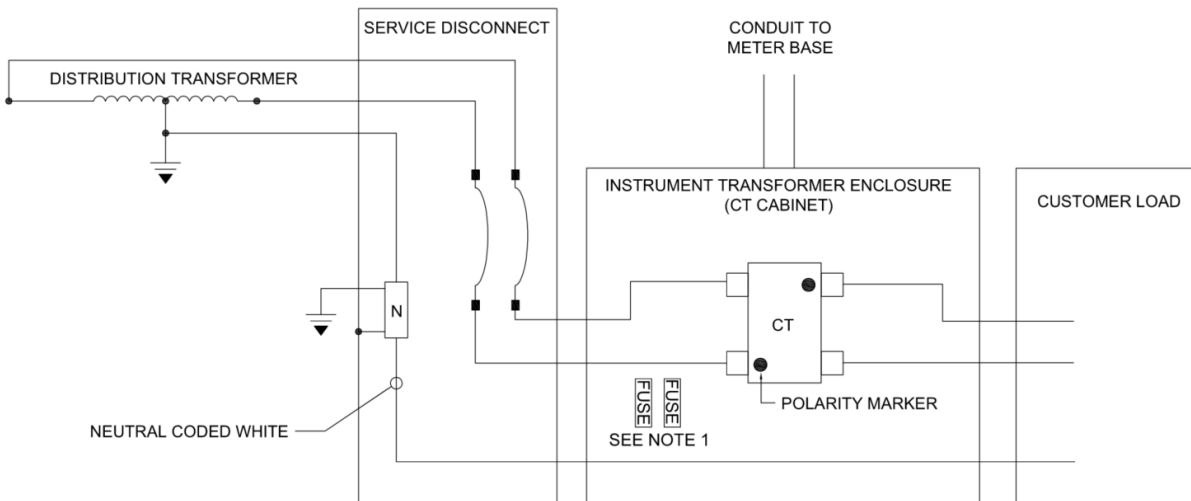 SERVICE DISCONNECT
CONDUIT TO
METER BASE
DISTRIBUTION TRANSFORMER
INSTRUMENT TRANSFORMER ENCLOSURE
(CT CABINET)
CUSTOMER LOAD
N
CT
FUSE
FUSE
POLARITY MARKER
NEUTRAL CODED WHITE
SEE NOTE 1